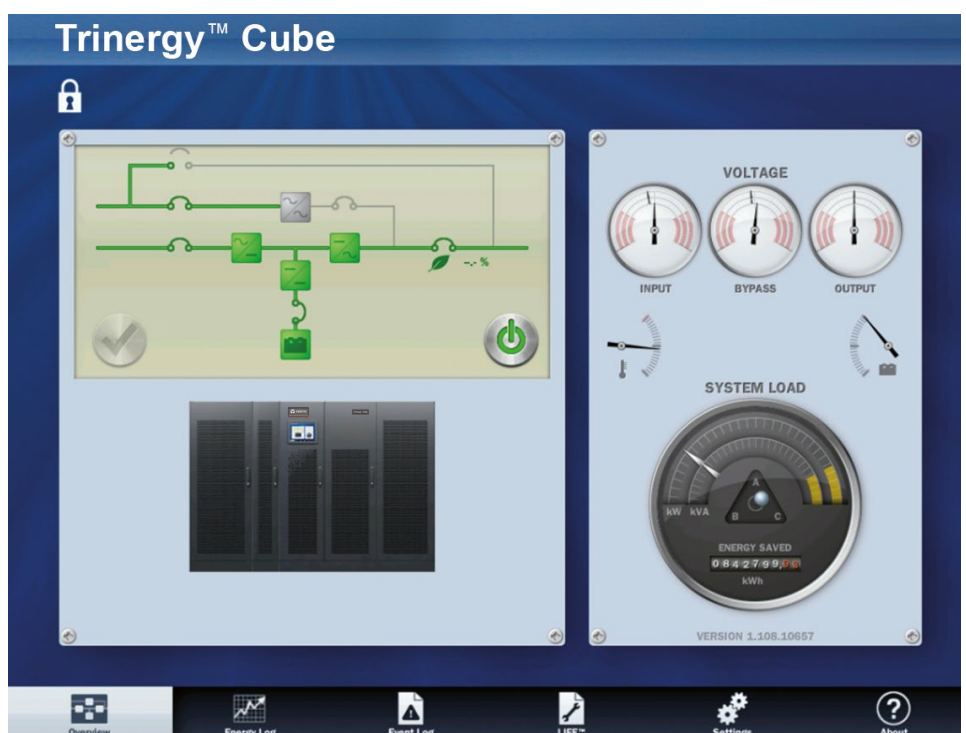 Trinergy™ Cube
-.- %
VOLTAGE
INPUT
BYPASS
OUTPUT
SYSTEM LOAD
kW
kVA
A
B
C
ENERGY SAVED
0842799,
kWh
VERSION 1.108.10657
Overview
Energy Log
Event Log
LIFE™
Settings
About